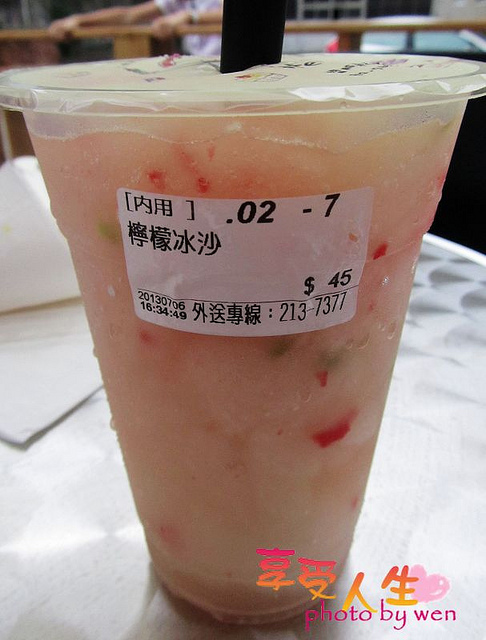 [內用 ] .02 - 7
檸檬冰沙
$ 45
20130706
16:34:49 外送專線：213-7377
享受人生
photo by wen